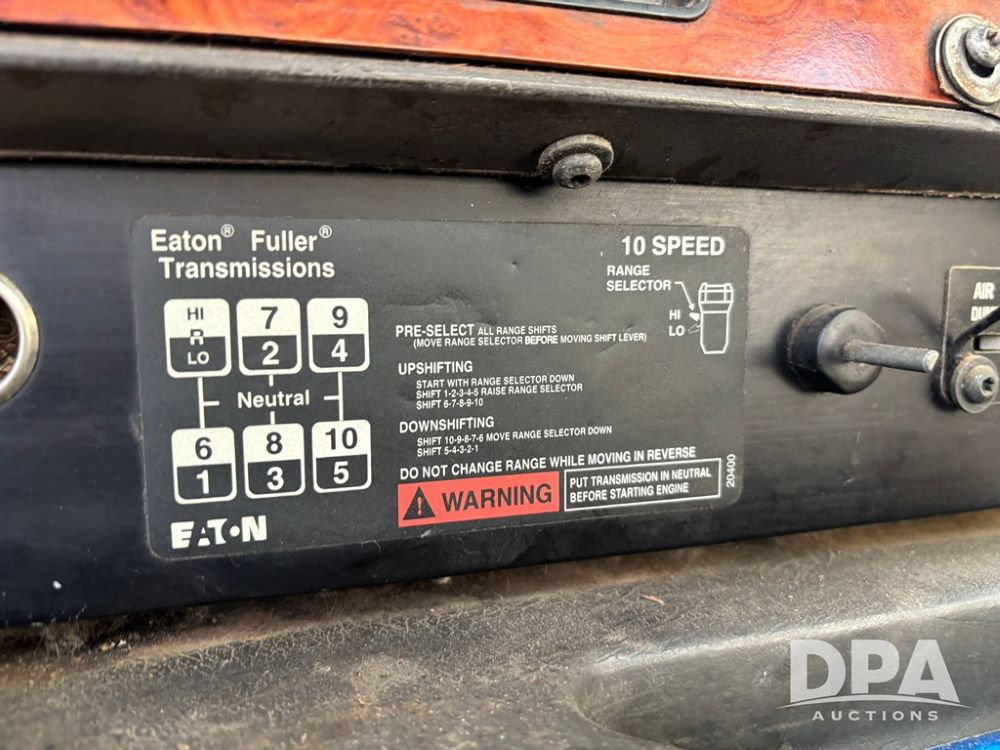 Eaton® Fuller®
Transmissions
10 SPEED
RANGE
SELECTOR
HI
LO
HI
R
LO
7
2
9
4
Neutral
6
1
8
3
10
5
EATON
PRE-SELECT ALL RANGE SHIFTS
(MOVE RANGE SELECTOR BEFORE MOVING SHIFT LEVER)
UPSHIFTING
START WITH RANGE SELECTOR DOWN
SHIFT 1-2-3-4-5 RAISE RANGE SELECTOR
SHIFT 6-7-8-9-10
DOWNSHIFTING
SHIFT 10-9-8-7-6 MOVE RANGE SELECTOR DOWN
SHIFT 5-4-3-2-1
DO NOT CHANGE RANGE WHILE MOVING IN REVERSE
WARNING
PUT TRANSMISSION IN NEUTRAL
BEFORE STARTING ENGINE
20400
AIR
DPA
AUCTIONS